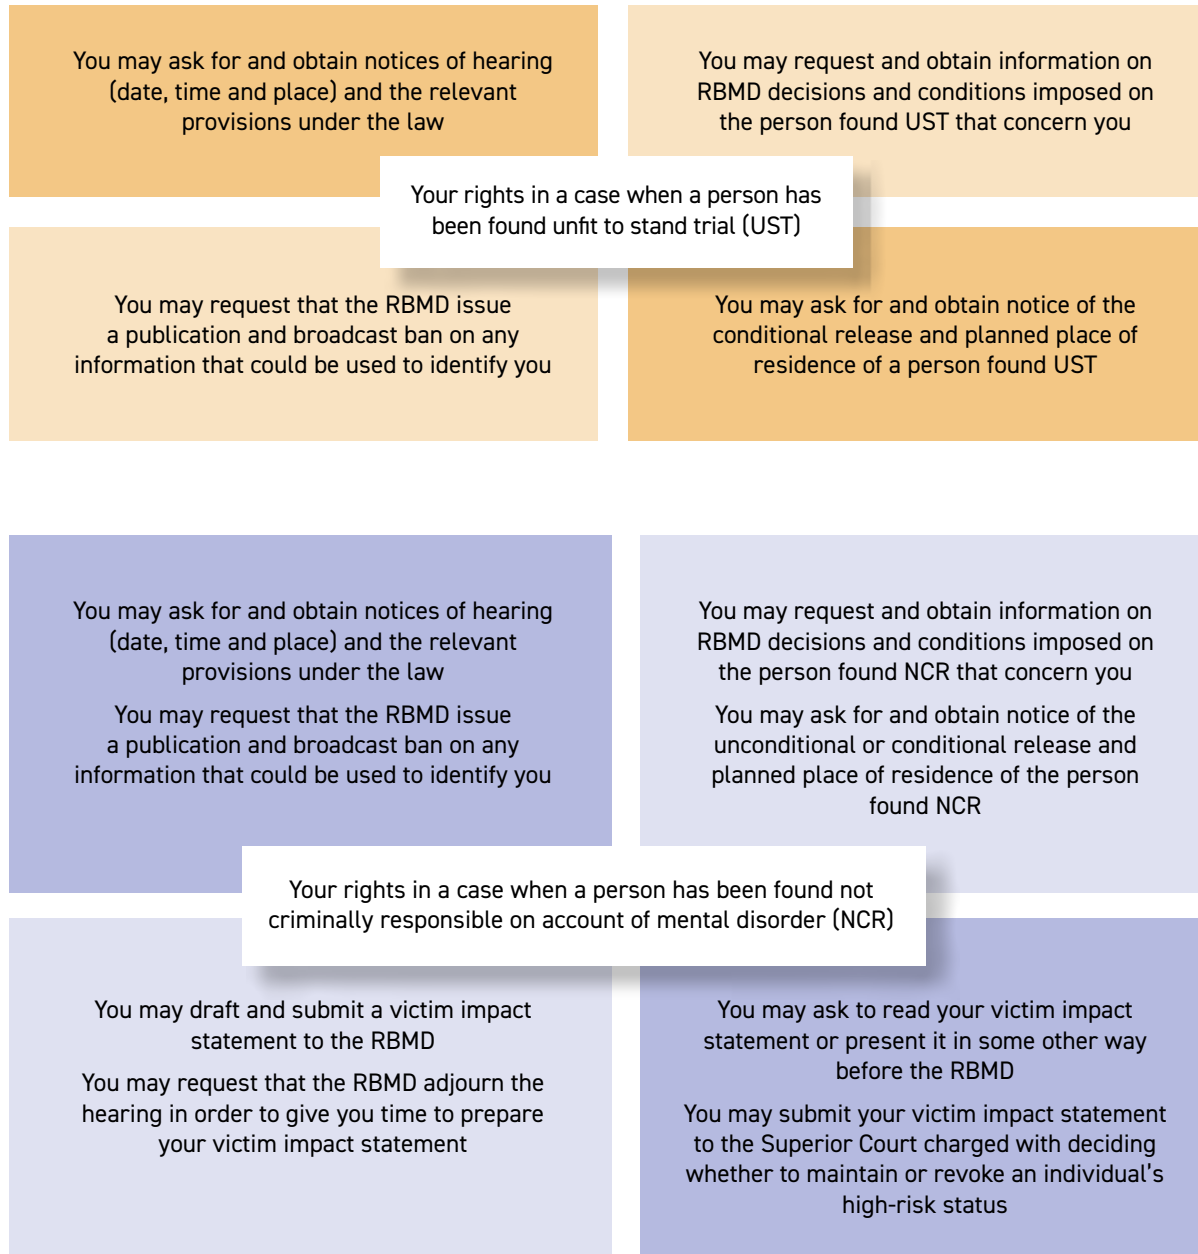 You may ask for and obtain notices of hearing
(date, time and place) and the relevant
provisions under the law
You may request and obtain information on
RBMD decisions and conditions imposed on
the person found UST that concern you
Your rights in a case when a person has
been found unfit to stand trial (UST)
You may request that the RBMD issue
a publication and broadcast ban on any
information that could be used to identify you
You may ask for and obtain notice of the
conditional release and planned place of
residence of a person found UST
You may ask for and obtain notices of hearing
(date, time and place) and the relevant
provisions under the law
You may request that the RBMD issue
a publication and broadcast ban on any
information that could be used to identify you
You may request and obtain information on
RBMD decisions and conditions imposed on
the person found NCR that concern you
You may ask for and obtain notice of the
unconditional or conditional release and
planned place of residence of the person
found NCR
Your rights in a case when a person has been found not
criminally responsible on account of mental disorder (NCR)
You may draft and submit a victim impact
statement to the RBMD
You may request that the RBMD adjourn the
hearing in order to give you time to prepare
your victim impact statement
You may ask to read your victim impact
statement or present it in some other way
before the RBMD
You may submit your victim impact statement
to the Superior Court charged with deciding
whether to maintain or revoke an individual’s
high-risk status